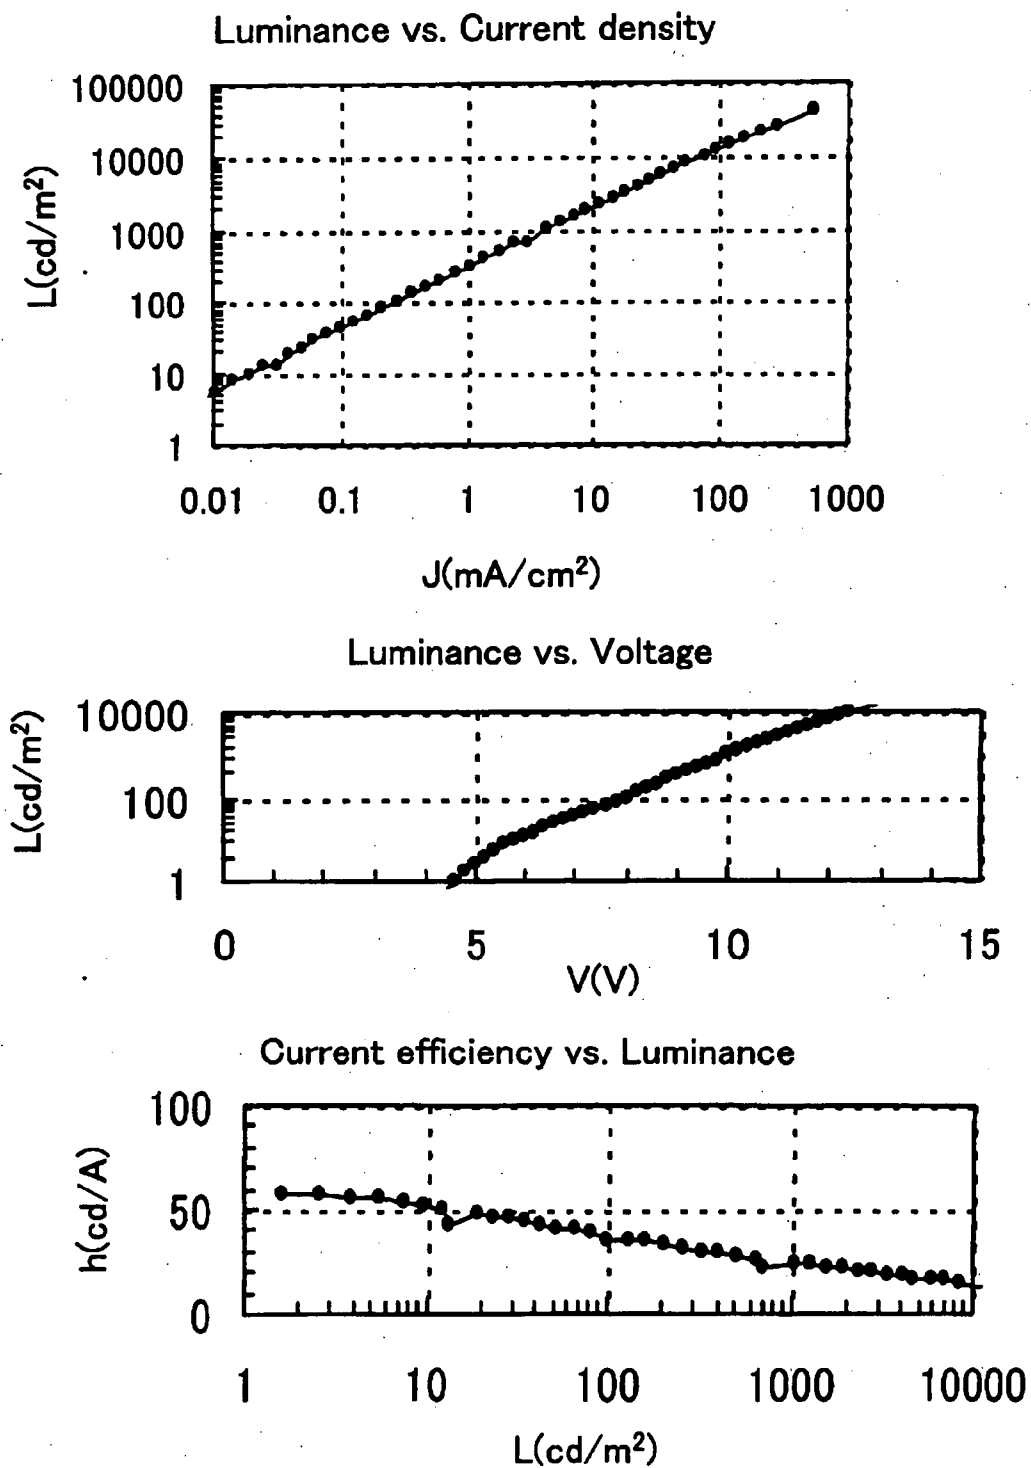 Luminance vs. Current density
100000
10000
1000
100
10
1
L(cd/m²)
0.01 0.1 1 10 100 1000
J(mA/cm²)
Luminance vs. Voltage
10000
100
1
L(cd/m²)
0 5 10 15
V(V)
Current efficiency vs. Luminance
100
50
0
h(cd/A)
1 10 100 1000 10000
L(cd/m²)